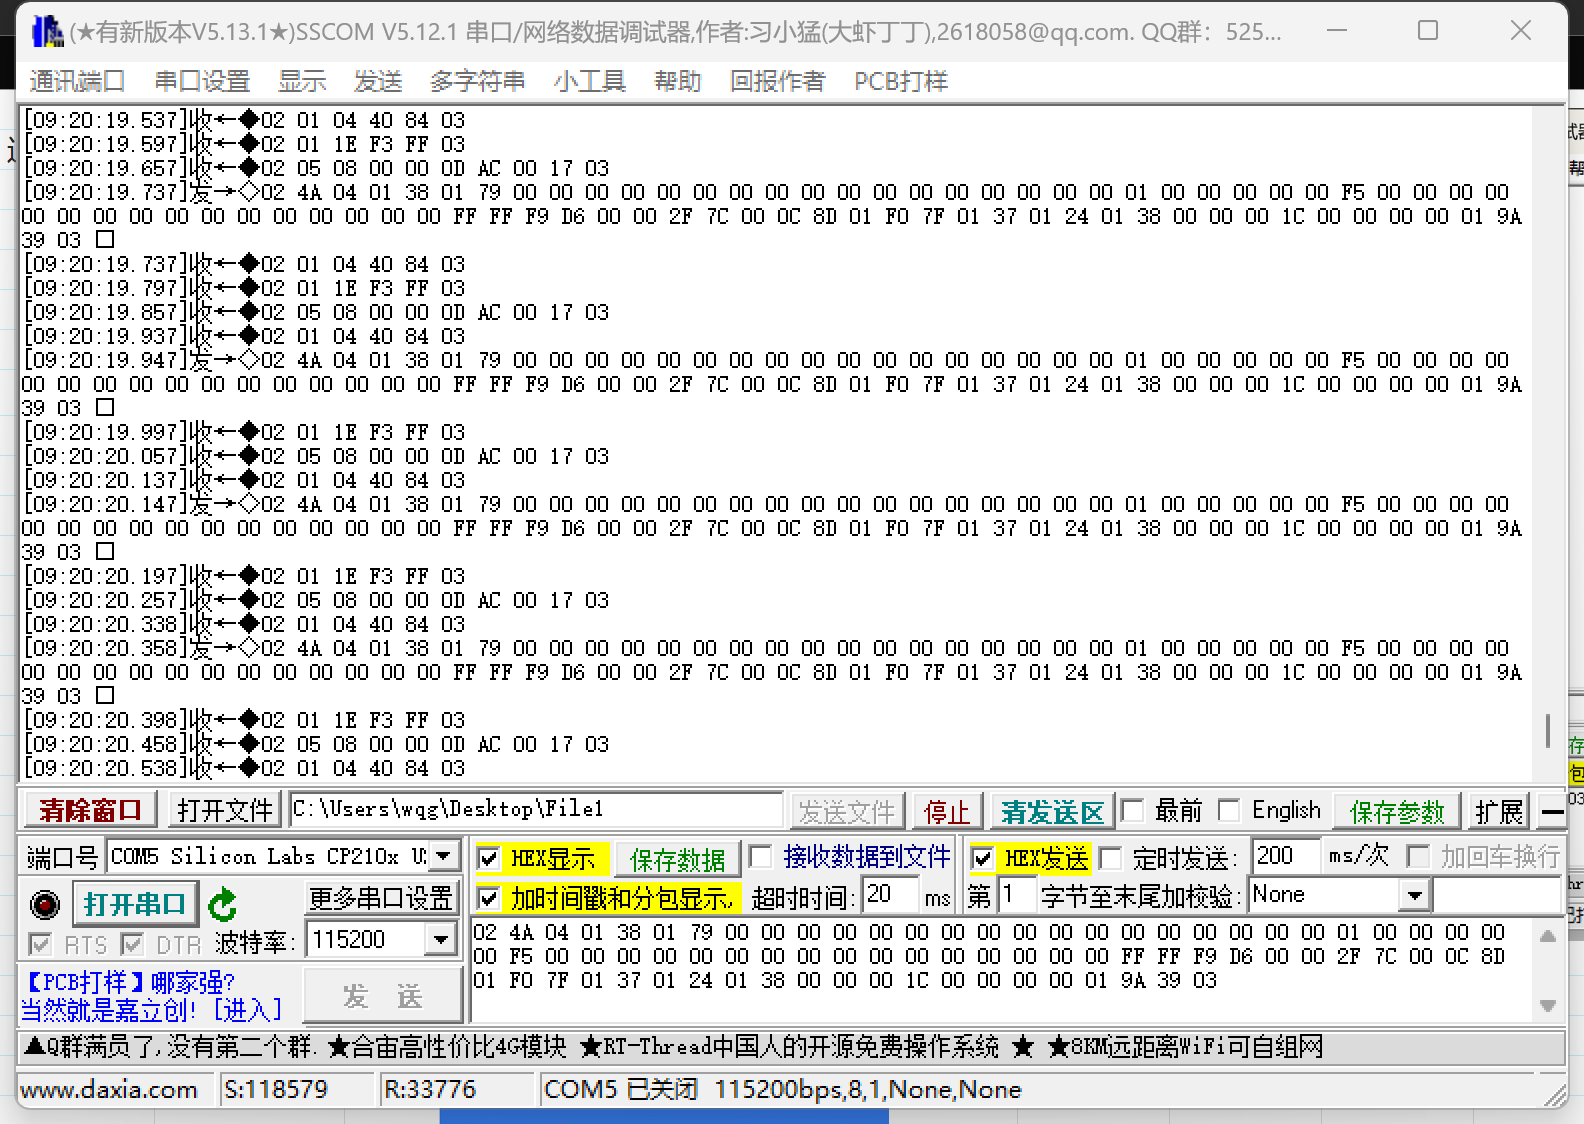 (★有新版本V5.13.1★)SSCOM V5.12.1 串口/网络数据调试器,作者:习小猛(大虾丁丁),2618058@qq.com. QQ群：525...
通讯端口 串口设置 显示 发送 多字符串 小工具 帮助 回报作者 PCB打样
[09:20:19.537]收←◆02 01 04 40 84 03
[09:20:19.597]收←◆02 01 1E F3 FF 03
[09:20:19.657]收←◆02 05 08 00 00 0D AC 00 17 03
[09:20:19.737]发→◇02 4A 04 01 38 01 79 00 00 00 00 00 00 00 00 00 00 00 00 00 00 00 00 00 01 00 00 00 00 00 F5 00 00 00 00
00 00 00 00 00 00 00 00 00 00 00 00 FF FF F9 D6 00 00 2F 7C 00 0C 8D 01 F0 7F 01 37 01 24 01 38 00 00 00 1C 00 00 00 00 01 9A
39 03 □
[09:20:19.737]收←◆02 01 04 40 84 03
[09:20:19.797]收←◆02 01 1E F3 FF 03
[09:20:19.857]收←◆02 05 08 00 00 0D AC 00 17 03
[09:20:19.937]收←◆02 01 04 40 84 03
[09:20:19.947]发→◇02 4A 04 01 38 01 79 00 00 00 00 00 00 00 00 00 00 00 00 00 00 00 00 00 01 00 00 00 00 00 F5 00 00 00 00
00 00 00 00 00 00 00 00 00 00 00 00 FF FF F9 D6 00 00 2F 7C 00 0C 8D 01 F0 7F 01 37 01 24 01 38 00 00 00 1C 00 00 00 00 01 9A
39 03 □
[09:20:19.997]收←◆02 01 1E F3 FF 03
[09:20:20.057]收←◆02 05 08 00 00 0D AC 00 17 03
[09:20:20.137]收←◆02 01 04 40 84 03
[09:20:20.147]发→◇02 4A 04 01 38 01 79 00 00 00 00 00 00 00 00 00 00 00 00 00 00 00 00 00 01 00 00 00 00 00 F5 00 00 00 00
00 00 00 00 00 00 00 00 00 00 00 00 FF FF F9 D6 00 00 2F 7C 00 0C 8D 01 F0 7F 01 37 01 24 01 38 00 00 00 1C 00 00 00 00 01 9A
39 03 □
[09:20:20.197]收←◆02 01 1E F3 FF 03
[09:20:20.257]收←◆02 05 08 00 00 0D AC 00 17 03
[09:20:20.338]收←◆02 01 04 40 84 03
[09:20:20.358]发→◇02 4A 04 01 38 01 79 00 00 00 00 00 00 00 00 00 00 00 00 00 00 00 00 00 01 00 00 00 00 00 F5 00 00 00 00
00 00 00 00 00 00 00 00 00 00 00 00 FF FF F9 D6 00 00 2F 7C 00 0C 8D 01 F0 7F 01 37 01 24 01 38 00 00 00 1C 00 00 00 00 01 9A
39 03 □
[09:20:20.398]收←◆02 01 1E F3 FF 03
[09:20:20.458]收←◆02 05 08 00 00 0D AC 00 17 03
[09:20:20.538]收←◆02 01 04 40 84 03
清除窗口 打开文件 C:\Users\wqg\Desktop\File1 发送文件 停止 清发送区 最前 English 保存参数 扩展 —
端口号 COM5 Silicon Labs CP210x U HEX显示 保存数据 接收数据到文件 HEX发送 定时发送: 200 ms/次 加回车换行
打开串口 更多串口设置 加时间戳和分包显示, 超时时间: 20 ms 第 1 字节至末尾加校验: None
RTS DTR 波特率: 115200
02 4A 04 01 38 01 79 00 00 00 00 00 00 00 00 00 00 00 00 00 00 00 00 00 01 00 00 00 00
00 F5 00 00 00 00 00 00 00 00 00 00 00 00 00 00 00 00 FF FF F9 D6 00 00 2F 7C 00 0C 8D
01 F0 7F 01 37 01 24 01 38 00 00 00 1C 00 00 00 00 01 9A 39 03
【PCB打样】哪家强?
当然就是嘉立创! [进入]
发 送
▲Q群满员了,没有第二个群. ★合宙高性价比4G模块 ★RT-Thread中国人的开源免费操作系统 ★ ★8KM远距离WiFi可自组网
www.daxia.com S:118579 R:33776 COM5 已关闭 115200bps,8,1,None,None